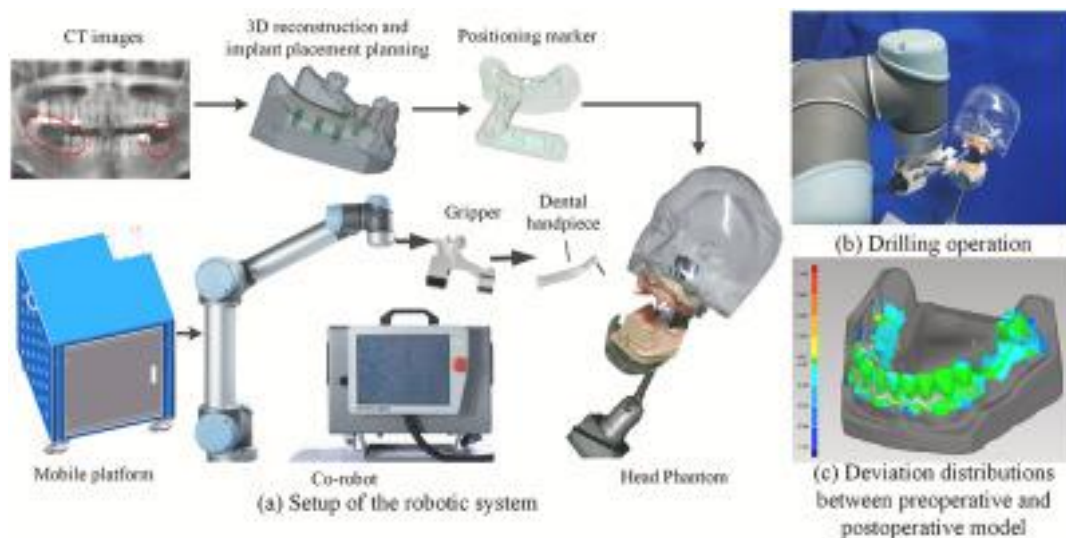 CT images
3D reconstruction and
implant placement planning
Positioning marker
Gripper
Dental
handpiece
Mobile platform
Co-robot
Head Phantom
(a) Setup of the robotic system
(b) Drilling operation
(c) Deviation distributions
between preoperative and
postoperative model